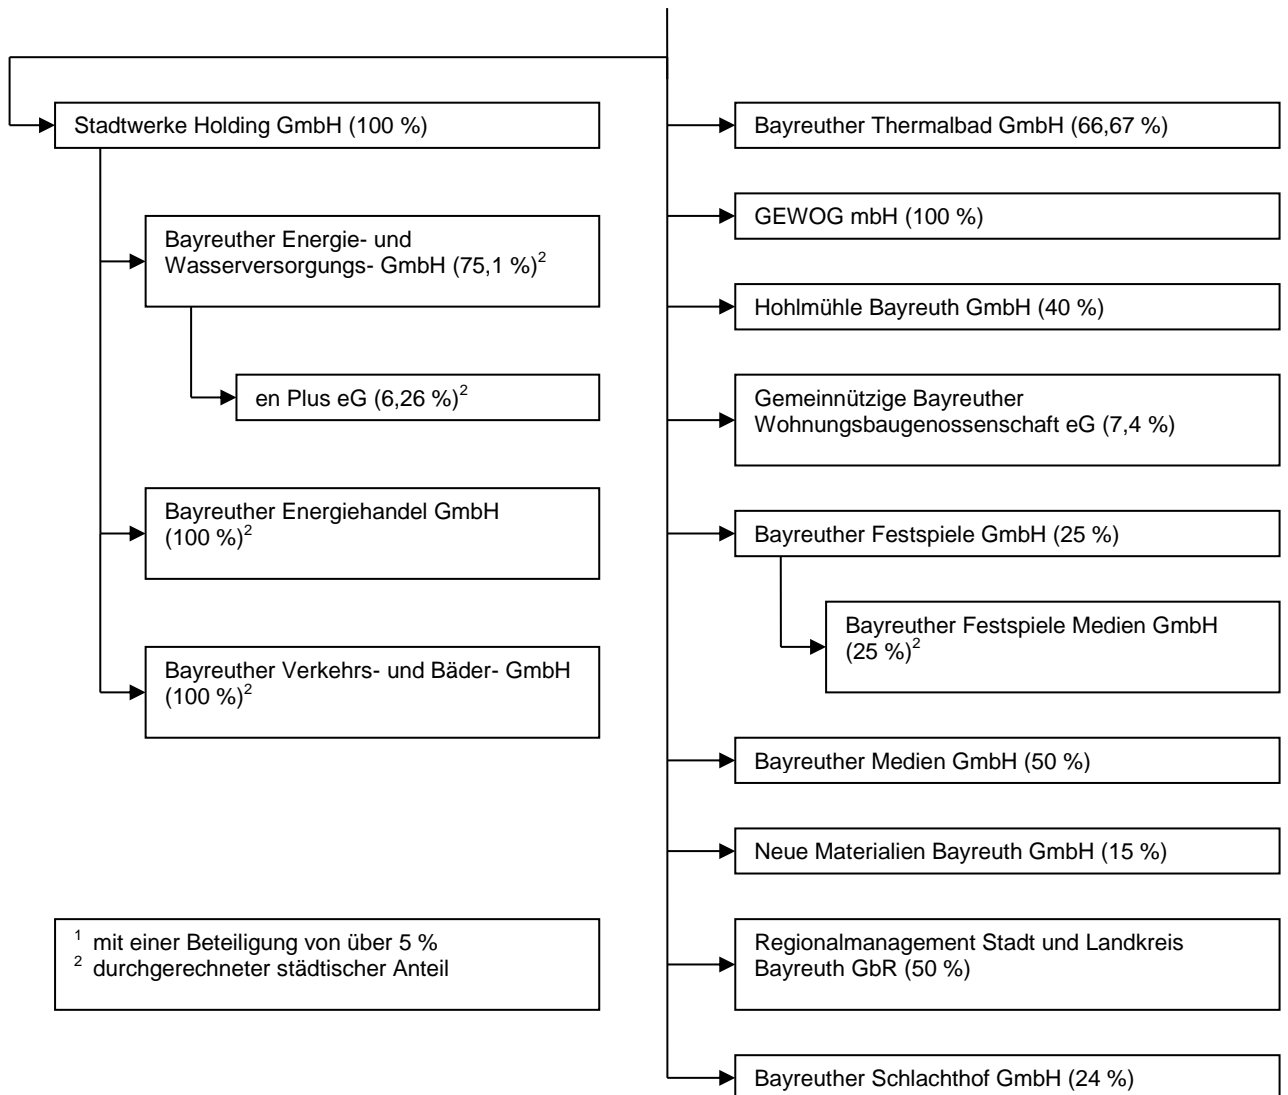 Stadtwerke Holding GmbH (100 %)
Bayreuther Energie- und
Wasserversorgungs- GmbH (75,1 %)²
en Plus eG (6,26 %)²
Bayreuther Energiehandel GmbH
(100 %)²
Bayreuther Verkehrs- und Bäder- GmbH
(100 %)²
¹ mit einer Beteiligung von über 5 %
² durchgerechneter städtischer Anteil
Bayreuther Thermalbad GmbH (66,67 %)
GEWOG mbH (100 %)
Hohlmühle Bayreuth GmbH (40 %)
Gemeinnützige Bayreuther
Wohnungsbaugenossenschaft eG (7,4 %)
Bayreuther Festspiele GmbH (25 %)
Bayreuther Festspiele Medien GmbH
(25 %)²
Bayreuther Medien GmbH (50 %)
Neue Materialien Bayreuth GmbH (15 %)
Regionalmanagement Stadt und Landkreis
Bayreuth GbR (50 %)
Bayreuther Schlachthof GmbH (24 %)